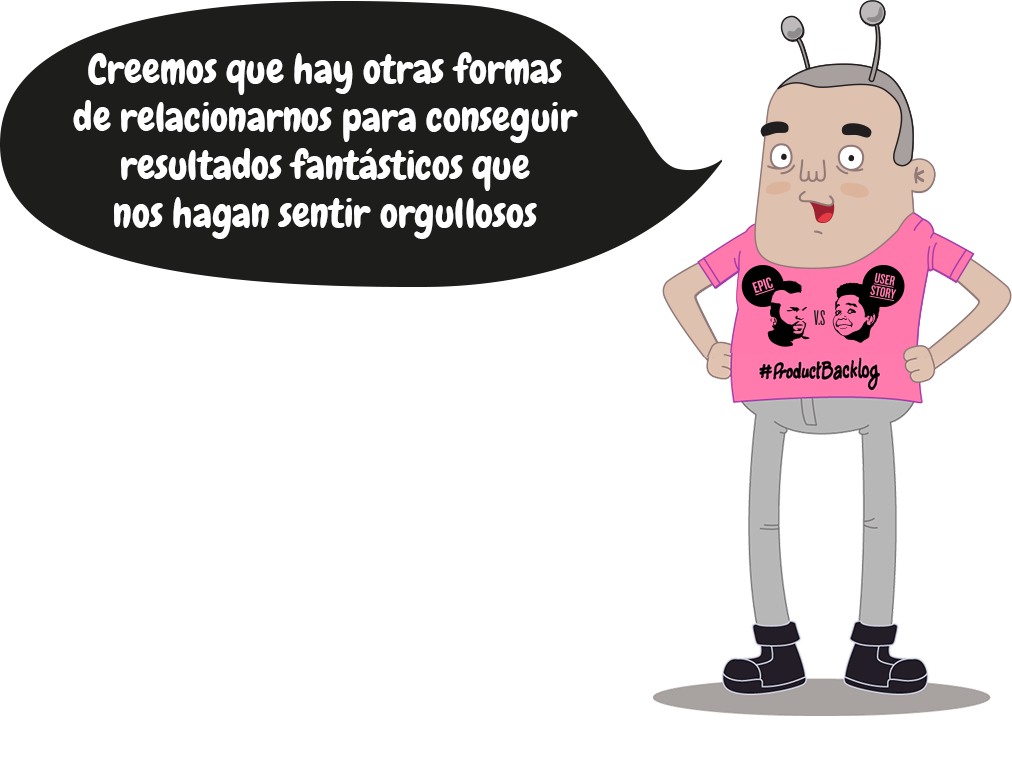 Creemos que hay otras formas
de relacionarnos para conseguir
resultados fantásticos que
nos hagan sentir orgullosos
EPIC
V.S
USER
STORY
#ProductBacklog